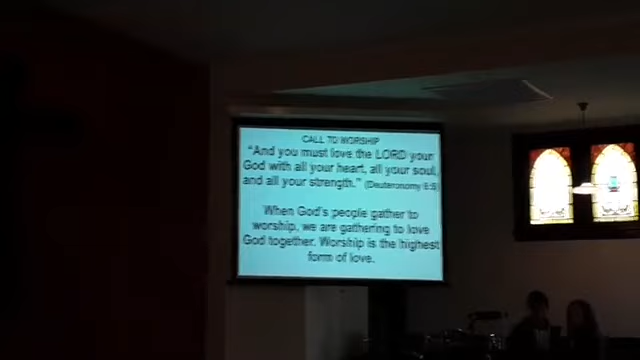 CALL TO WORSHIP
"And you must love the LORD your
God with all your heart, all your soul,
and all your strength." (Deuteronomy 6:5)
When God's people gather to
worship, we are gathering to love
God together. Worship is the highest
form of love.